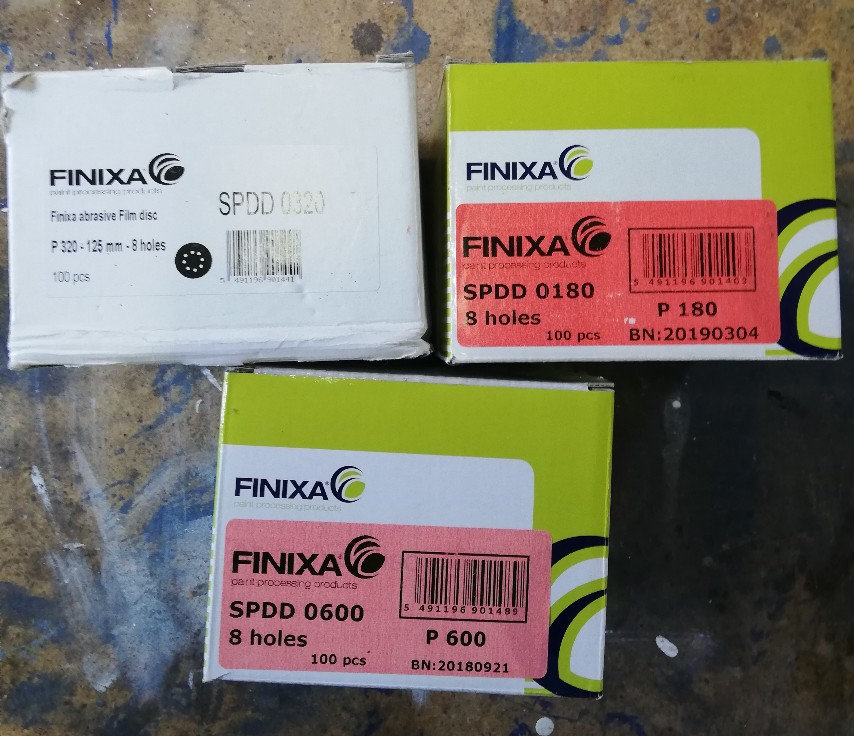 FINIXA
paint processing products
SPDD 0320
Finixa abrasive Film disc
P 320 - 125 mm - 8 holes
100 pcs
5 491196 901441
FINIXA®
paint processing products
FINIXA
paint processing products
5 491196 901403
SPDD 0180
8 holes
P 180
100 pcs
BN:20190304
FINIXA®
paint processing products
FINIXA
paint processing products
5 491196 901489
SPDD 0600
8 holes
P 600
100 pcs
BN:20180921